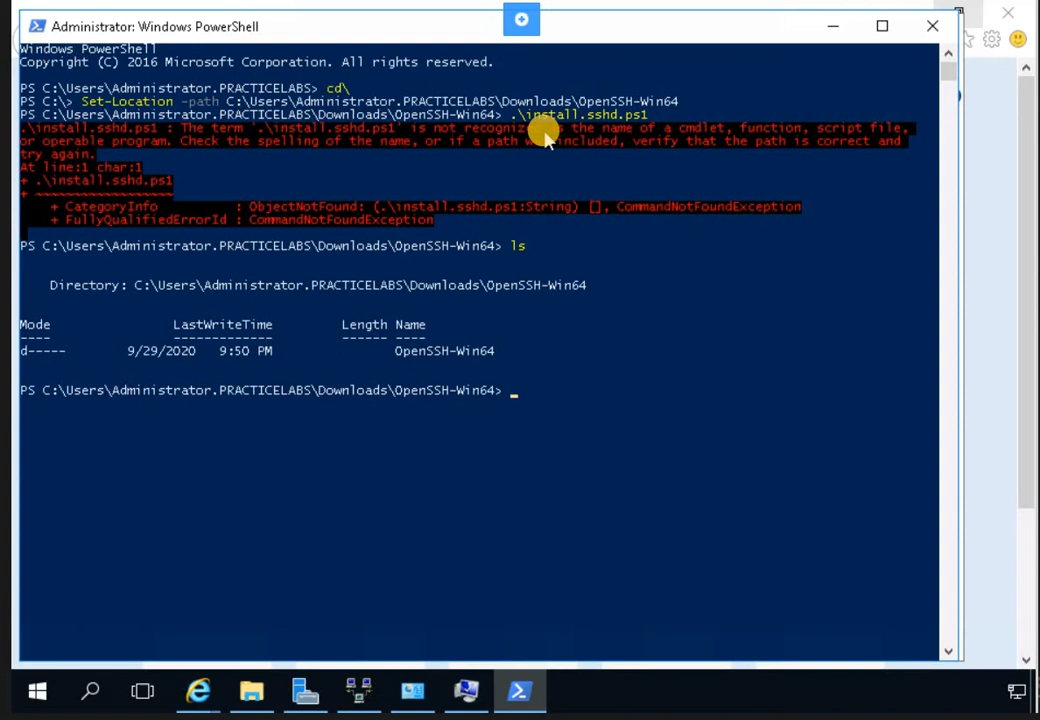 Administrator: Windows PowerShell
Windows PowerShell
Copyright (C) 2016 Microsoft Corporation. All rights reserved.
PS C:\Users\Administrator.PRACTICELABS> cd\
PS C:\> Set-Location -path C:\Users\Administrator.PRACTICELABS\Downloads\OpenSSH-Win64
PS C:\Users\Administrator.PRACTICELABS\Downloads\OpenSSH-Win64> .\install.sshd.ps1
.\install.sshd.ps1 : The term '.\install.sshd.ps1' is not the name of a cmdlet, function, script file,
or operable program. Check the spelling of the name, or if a path included, verify that the path is correct and
try again.
At line:1 char:1
+ .\install.sshd.ps1
+ ~~~~~~~~~~~~~~~~~~
+ CategoryInfo : ObjectNotFound: (.\install.sshd.ps1:String) [], CommandNotFoundException
+ FullyQualifiedErrorId : CommandNotFoundException
PS C:\Users\Administrator.PRACTICELABS\Downloads\OpenSSH-Win64> ls
Directory: C:\Users\Administrator.PRACTICELABS\Downloads\OpenSSH-Win64
Mode LastWriteTime Length Name
---- ------------- ------ ----
d----- 9/29/2020 9:50 PM OpenSSH-Win64
PS C:\Users\Administrator.PRACTICELABS\Downloads\OpenSSH-Win64> _